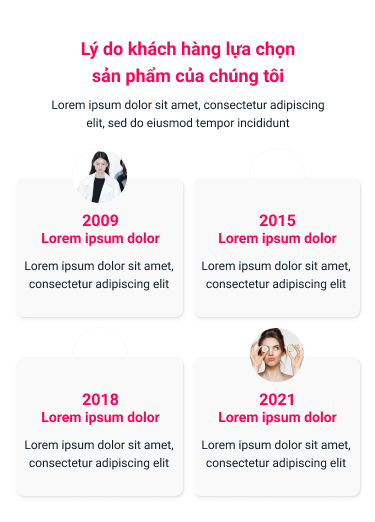 Lý do khách hàng lựa chọn
sản phẩm của chúng tôi
Lorem ipsum dolor sit amet, consectetur adipiscing
elit, sed do eiusmod tempor incididunt
2009
Lorem ipsum dolor
Lorem ipsum dolor sit amet,
consectetur adipiscing elit
2015
Lorem ipsum dolor
Lorem ipsum dolor sit amet,
consectetur adipiscing elit
2018
Lorem ipsum dolor
Lorem ipsum dolor sit amet,
consectetur adipiscing elit
2021
Lorem ipsum dolor
Lorem ipsum dolor sit amet,
consectetur adipiscing elit